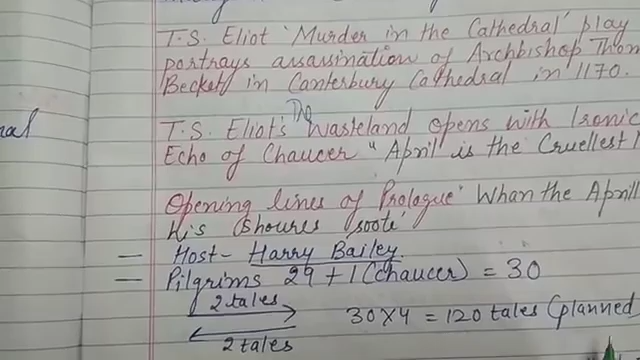 T.S. Eliot 'Murder in the Cathedral' play
portrays assassination of Archbishop Thom
Becket in Canterbury Cathedral in 1170.
T.S. Eliot's The Wasteland opens with Ironic
Echo of Chaucer "April is the Cruellest
Opening lines of Prologue" Whan the Aprill
His Shoures soote'
— Host- Harry Bailey.
— Pilgrims 29 + 1 (Chaucer) = 30
2 tales
30 x 4 = 120 tales (planned
2 tales